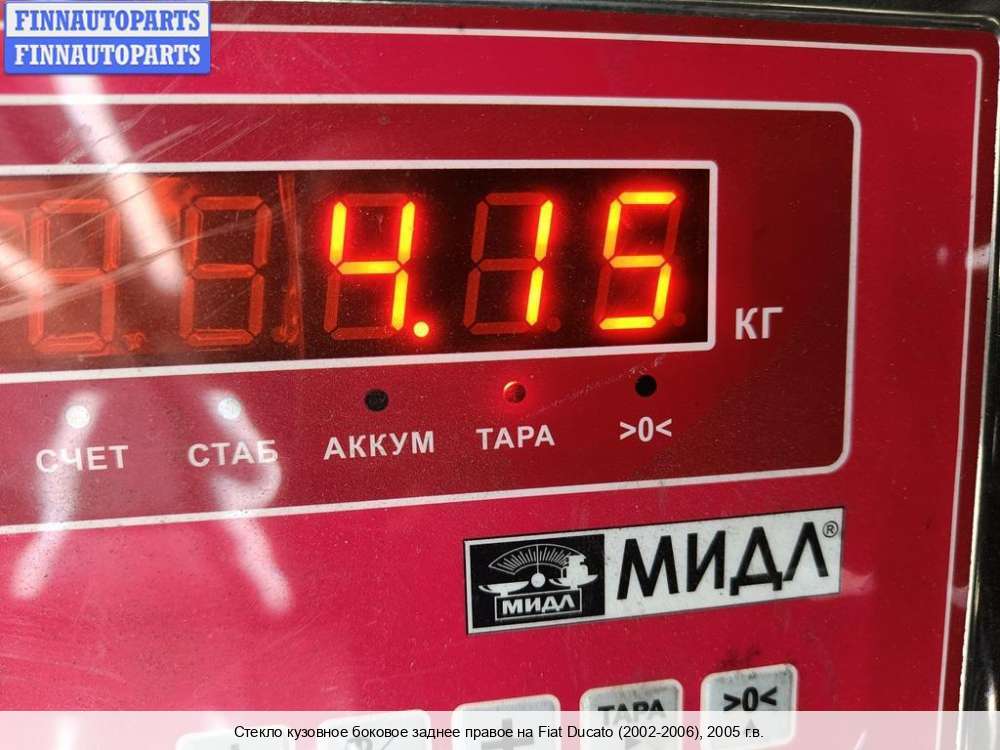 FINNAUTOPARTS
FINNAUTOPARTS
4.15
КГ
СЧЕТ СТАБ АККУМ ТАРА >0<
МИДЛ МИДЛ®
+ ТАРА >0<
Стекло кузовное боковое заднее правое на Fiat Ducato (2002-2006), 2005 г.в.